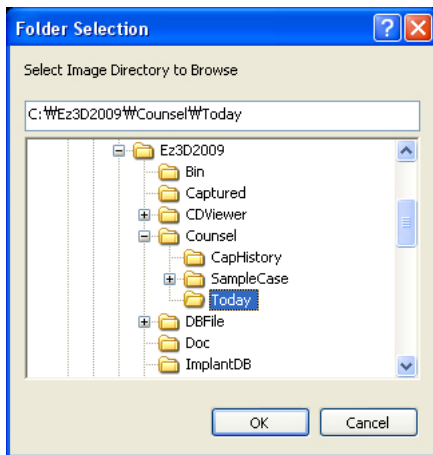 Folder Selection
Select Image Directory to Browse
C:₩Ez3D2009₩Counsel₩Today
Ez3D2009
Bin
Captured
CDViewer
Counsel
CapHistory
SampleCase
Today
DBFile
Doc
ImplantDB
OK Cancel